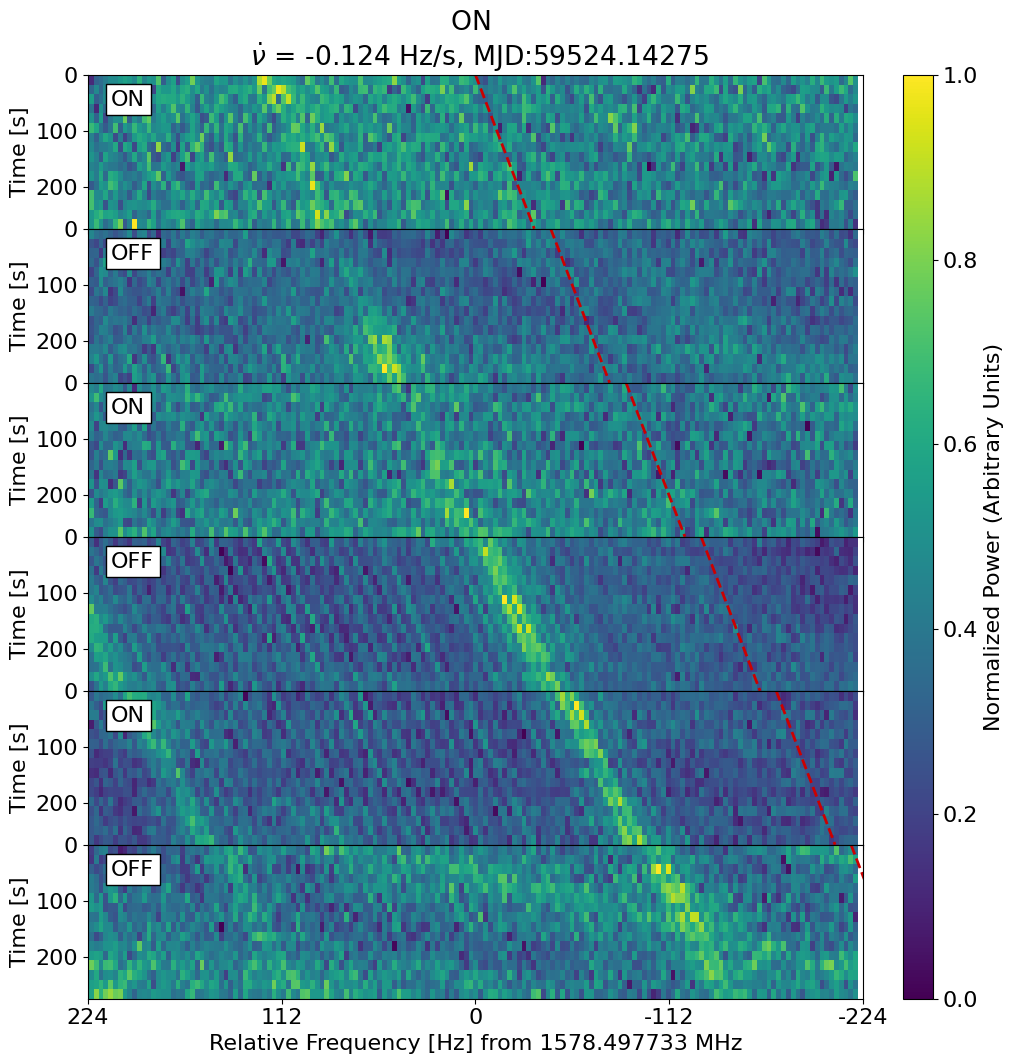 ON
ν̇ = -0.124 Hz/s, MJD:59524.14275
0
100
200
Time [s]
ON
0
100
200
Time [s]
OFF
0
100
200
Time [s]
ON
0
100
200
Time [s]
OFF
0
100
200
Time [s]
ON
0
100
200
Time [s]
OFF
224 112 0 -112 -224
Relative Frequency [Hz] from 1578.497733 MHz
1.0
0.8
0.6
0.4
0.2
0.0
Normalized Power (Arbitrary Units)